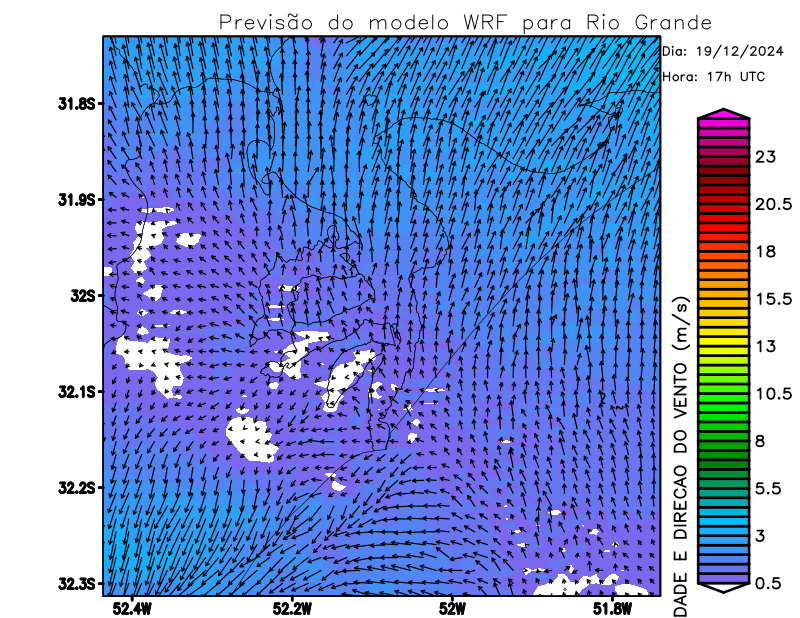 Previsão do modelo WRF para Rio Grande
Dia: 19/12/2024
Hora: 17h UTC
31.8S
31.9S
32S
32.1S
32.2S
32.3S
52.4W
52.2W
52W
51.8W
23
20.5
18
15.5
13
10.5
8
5.5
3
0.5
DADE E DIRECAO DO VENTO (m/s)